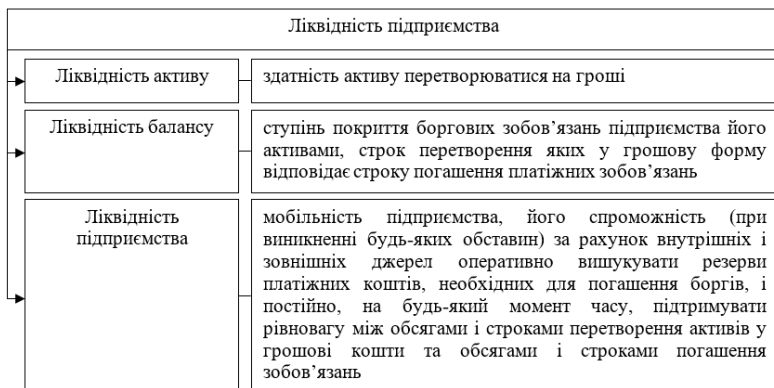 Ліквідність підприємства
Ліквідність активу
здатність активу перетворюватися на гроші
Ліквідність балансу
ступінь покриття боргових зобов’язань підприємства його
активами, строк перетворення яких у грошову форму
відповідає строку погашення платіжних зобов’язань
Ліквідність
підприємства
мобільність підприємства, його спроможність (при
виникненні будь-яких обставин) за рахунок внутрішніх і
зовнішніх джерел оперативно вишукувати резерви
платіжних коштів, необхідних для погашення боргів, і
постійно, на будь-який момент часу, підтримувати
рівновагу між обсягами і строками перетворення активів у
грошові кошти та обсягами і строками погашення
зобов’язань